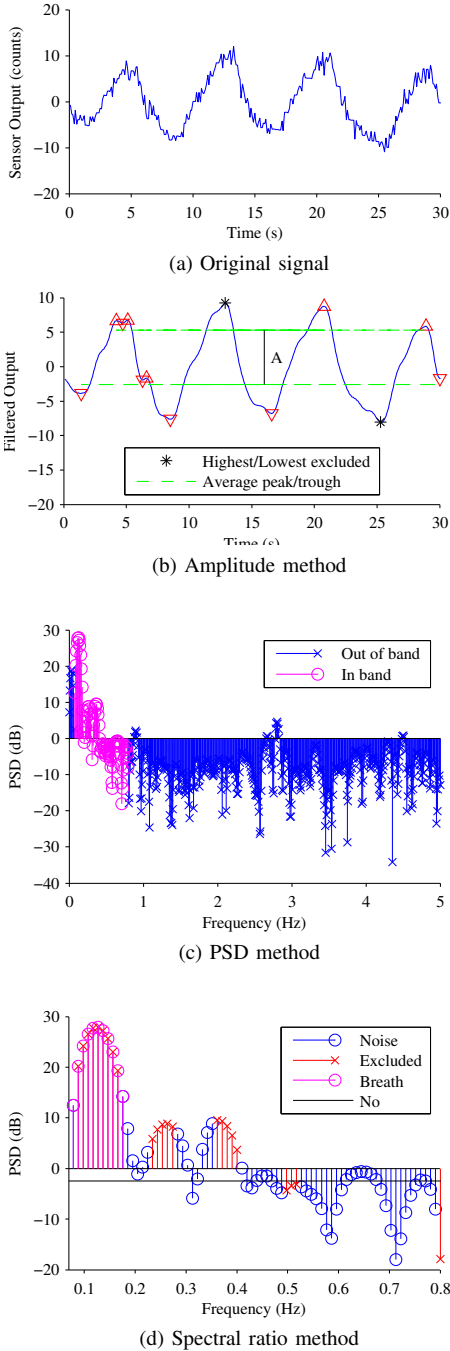 20
10
0
−10
−20
0 5 10 15 20 25 30
Sensor Output (counts)
Time (s)
(a) Original signal
10
5
0
−5
−10
−15
−20
0 5 10 15 20 25 30
Filtered Output
A
Highest/Lowest excluded
Average peak/trough
Time (s)
(b) Amplitude method
30
20
10
0
−10
−20
−30
−40
0 1 2 3 4 5
PSD (dB)
Out of band
In band
Frequency (Hz)
(c) PSD method
30
20
10
0
−10
−20
0.1 0.2 0.3 0.4 0.5 0.6 0.7 0.8
PSD (dB)
Noise
Excluded
Breath
No
Frequency (Hz)
(d) Spectral ratio method